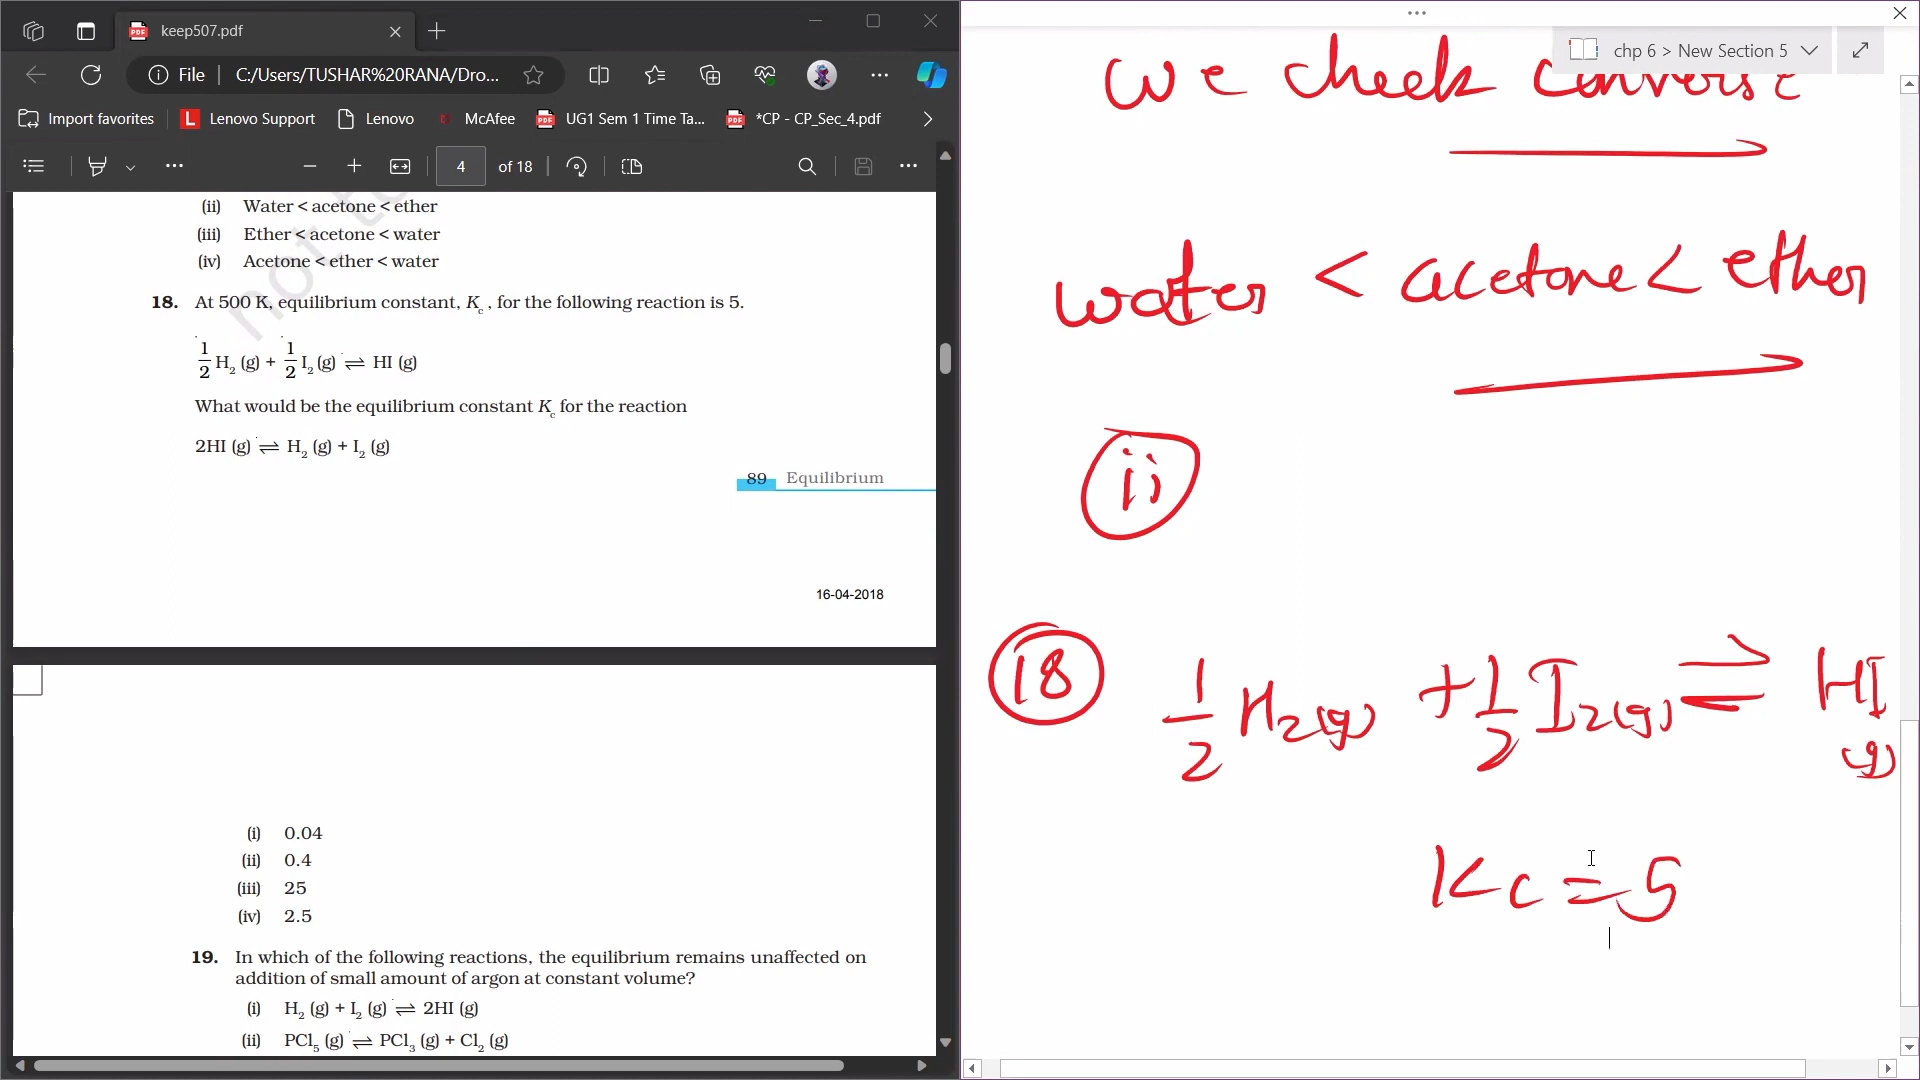 keep507.pdf
File C:/Users/TUSHAR%20RANA/Dro...
Import favorites Lenovo Support Lenovo McAfee UG1 Sem 1 Time Ta... *CP - CP_Sec_4.pdf
4 of 18
(ii) Water < acetone < ether
(iii) Ether < acetone < water
(iv) Acetone < ether < water
18. At 500 K, equilibrium constant, Kc, for the following reaction is 5.
1/2 H2 (g) + 1/2 I2 (g) ⇌ HI (g)
What would be the equilibrium constant Kc for the reaction
2HI (g) ⇌ H2 (g) + I2 (g)
89 Equilibrium
16-04-2018
(i) 0.04
(ii) 0.4
(iii) 25
(iv) 2.5
19. In which of the following reactions, the equilibrium remains unaffected on
addition of small amount of argon at constant volume?
(i) H2 (g) + I2 (g) ⇌ 2HI (g)
(ii) PCl5 (g) ⇌ PCl3 (g) + Cl2 (g)
chp 6 > New Section 5
we check converse
water < acetone < ether
ii
18 1/2 H2(g) + 1/2 I2(g) ⇌ HI (g)
Kc = 5